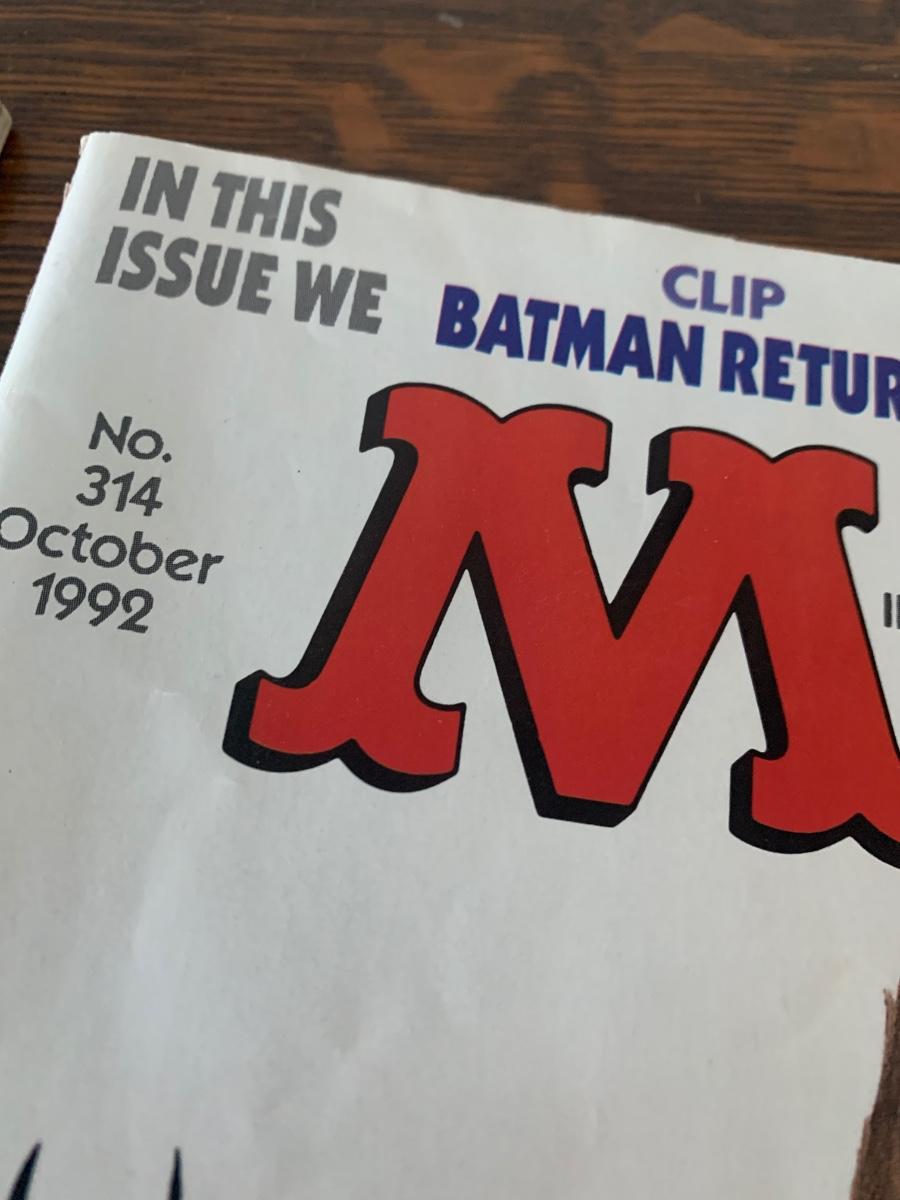 IN THIS
ISSUE WE
CLIP
BATMAN RETUR
No.
314
October
1992
M